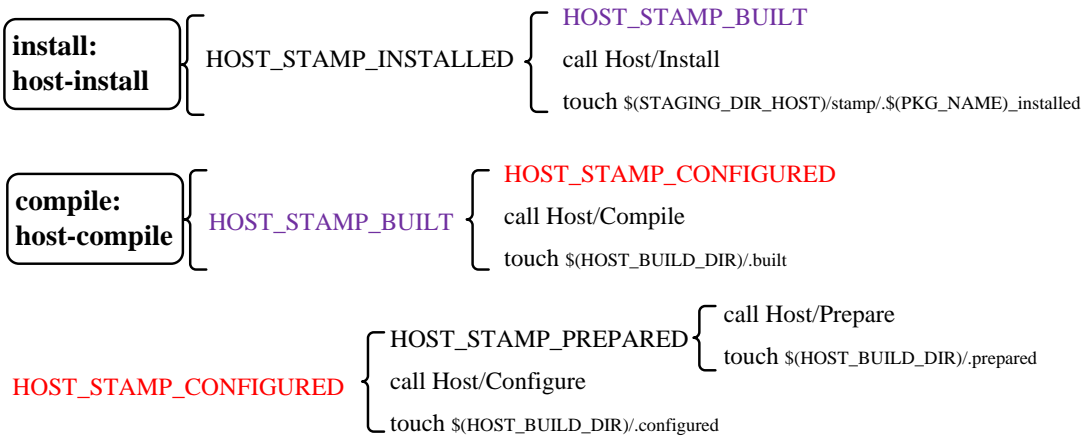 install:
host-install
HOST_STAMP_INSTALLED
HOST_STAMP_BUILT
call Host/Install
touch $(STAGING_DIR_HOST)/stamp/.$(PKG_NAME)_installed
compile:
host-compile
HOST_STAMP_BUILT
HOST_STAMP_CONFIGURED
call Host/Compile
touch $(HOST_BUILD_DIR)/.built
HOST_STAMP_CONFIGURED
HOST_STAMP_PREPARED
call Host/Prepare
touch $(HOST_BUILD_DIR)/.prepared
call Host/Configure
touch $(HOST_BUILD_DIR)/.configured